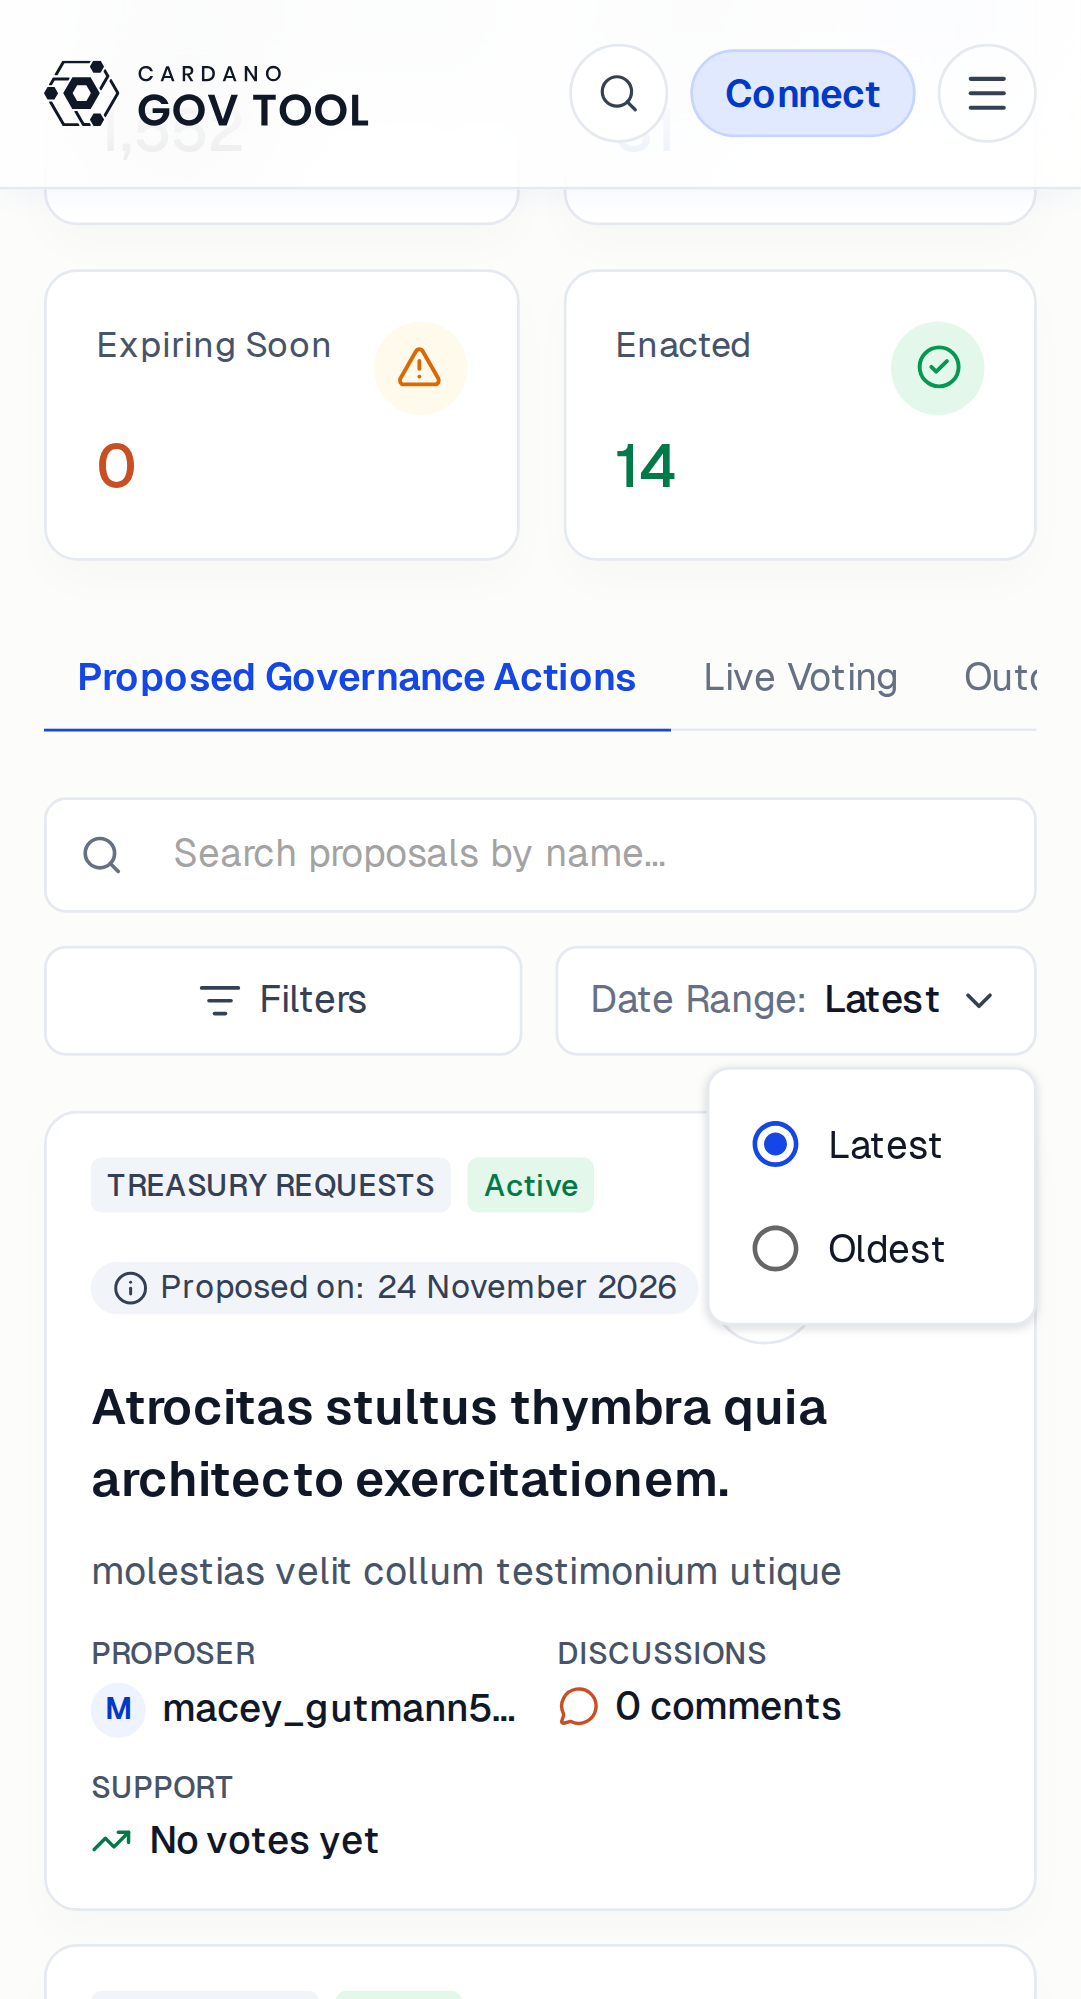 CARDANO
GOV TOOL
Connect
1,552
Expiring Soon
0
Enacted
14
Proposed Governance Actions
Live Voting
Search proposals by name...
Filters
Date Range: Latest
Latest
Oldest
TREASURY REQUESTS
Active
Proposed on: 24 November 2026
Atrocitas stultus thymbra quia
architecto exercitationem.
molestias velit collum testimonium utique
PROPOSER
DISCUSSIONS
M macey_gutmann5...
0 comments
SUPPORT
No votes yet